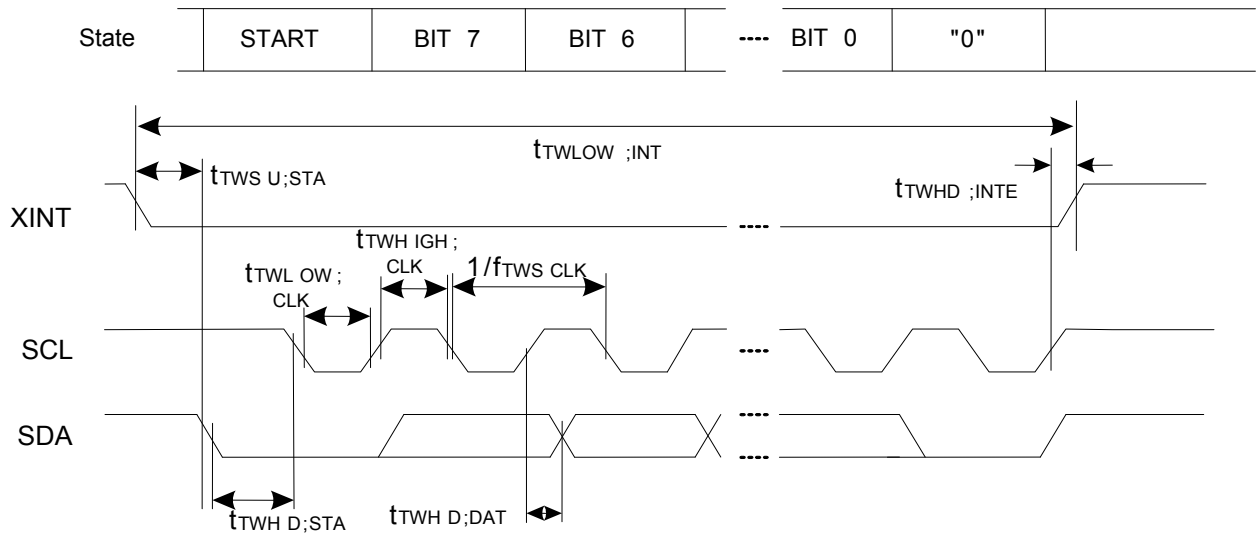 State START BIT 7 BIT 6 ---- BIT 0 "0"
tTWLOW ;INT
tTWS U;STA
tTWHD ;INTE
XINT ----
tTWH IGH ;
CLK
1/fTWS CLK
tTWL OW ;
CLK
SCL ----
SDA ----
----
tTWH D;STA
tTWH D;DAT